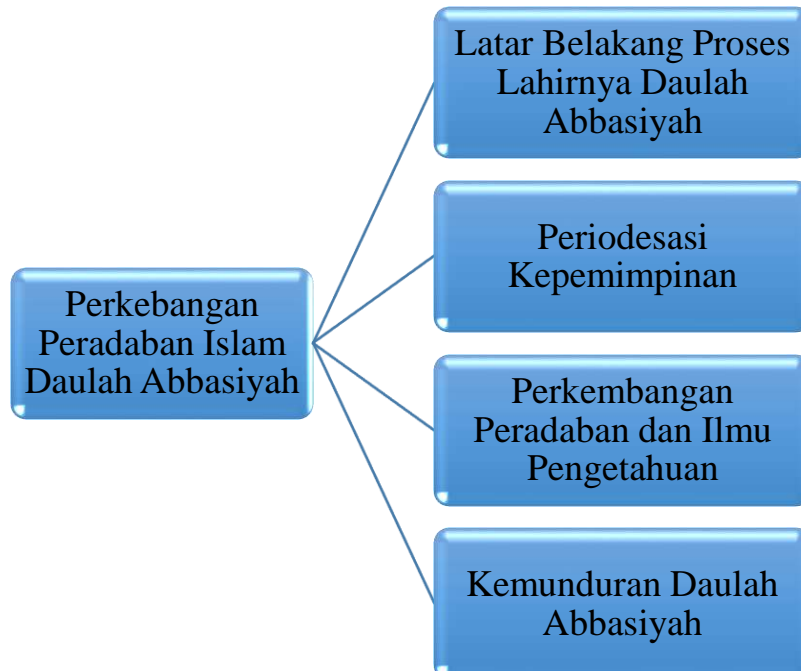 Latar Belakang Proses
Lahirnya Daulah
Abbasiyah
Periodesasi
Kepemimpinan
Perkebangan
Peradaban Islam
Daulah Abbasiyah
Perkembangan
Peradaban dan Ilmu
Pengetahuan
Kemunduran Daulah
Abbasiyah